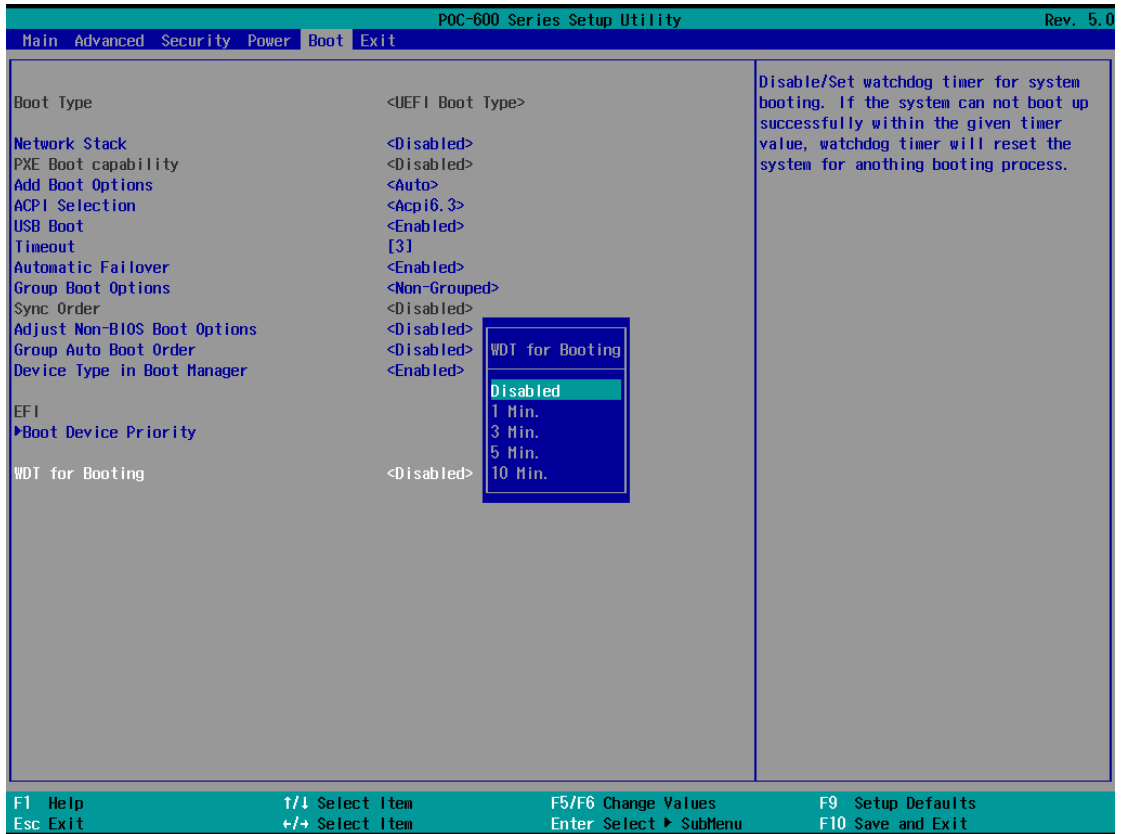 POC-600 Series Setup Utility Rev. 5.0
Main Advanced Security Power Boot Exit
Boot Type <UEFI Boot Type>
Network Stack <Disabled>
PXE Boot capability <Disabled>
Add Boot Options <Auto>
ACPI Selection <Acpi6.3>
USB Boot <Enabled>
Timeout [3]
Automatic Failover <Enabled>
Group Boot Options <Non-Grouped>
Sync Order <Disabled>
Adjust Non-BIOS Boot Options <Disabled>
Group Auto Boot Order <Disabled>
Device Type in Boot Manager <Enabled>
EFI
▶Boot Device Priority
WDT for Booting <Disabled>
WDT for Booting
Disabled
1 Min.
3 Min.
5 Min.
10 Min.
Disable/Set watchdog timer for system
booting. If the system can not boot up
successfully within the given timer
value, watchdog timer will reset the
system for anothing booting process.
F1 Help ↑/↓ Select Item F5/F6 Change Values F9 Setup Defaults
Esc Exit ←/→ Select Item Enter Select ▶ SubMenu F10 Save and Exit